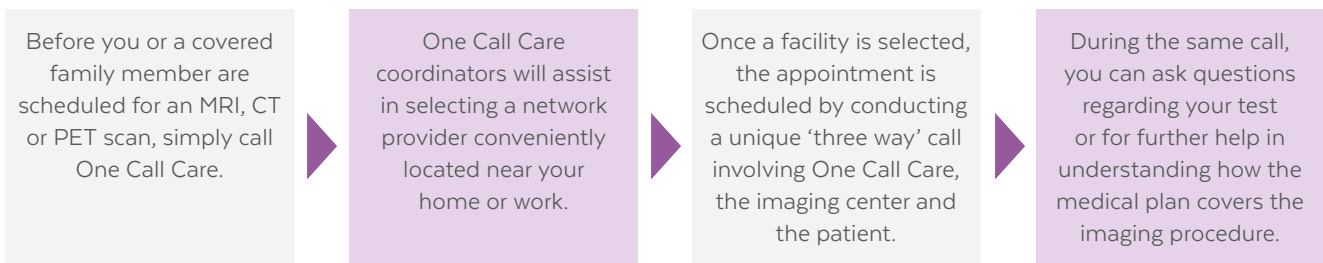 Before you or a covered
family member are
scheduled for an MRI, CT
or PET scan, simply call
One Call Care.
One Call Care
coordinators will assist
in selecting a network
provider conveniently
located near your
home or work.
Once a facility is selected,
the appointment is
scheduled by conducting
a unique ‘three way’ call
involving One Call Care,
the imaging center and
the patient.
During the same call,
you can ask questions
regarding your test
or for further help in
understanding how the
medical plan covers the
imaging procedure.